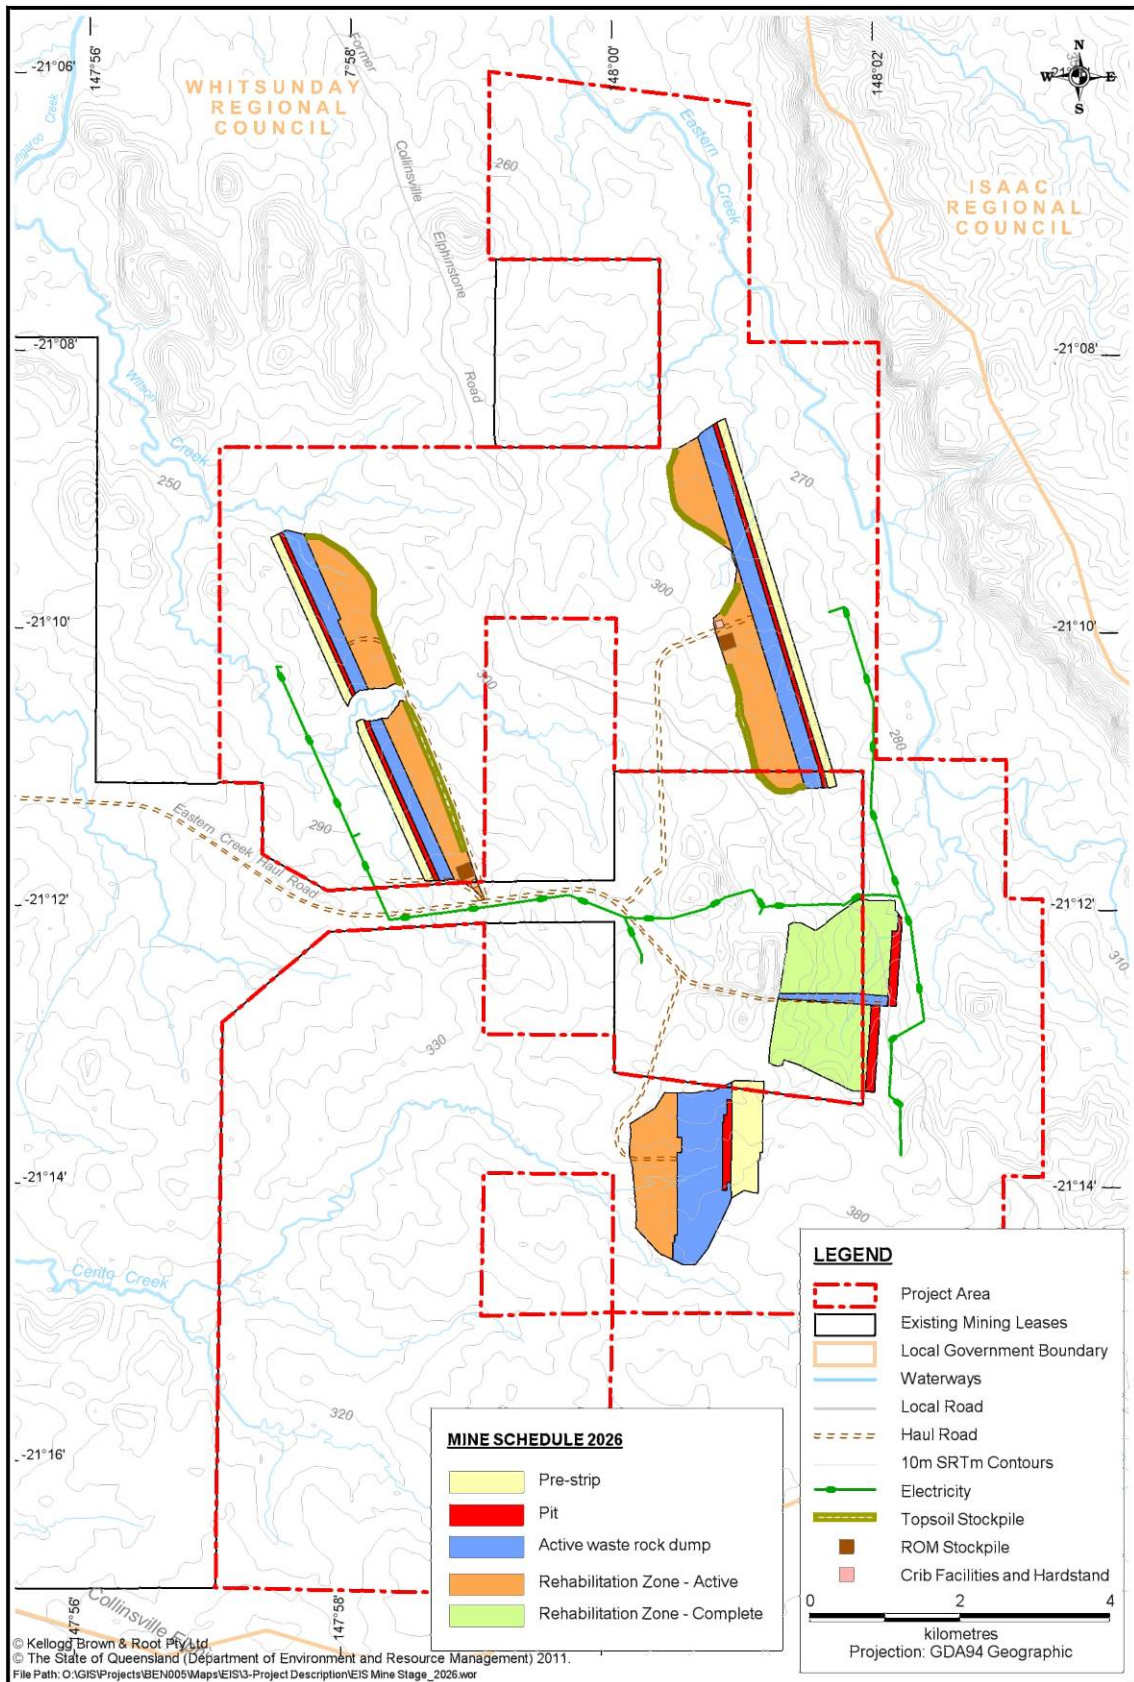 147°56'
7°58'
148°00'
148°02'
N
W
E
S
-21°06'
WHITSUNDAY
REGIONAL
COUNCIL
Former
Collinsville
Elphinstone
Road
260
Eastern
Creek
ISAAC
REGIONAL
COUNCIL
-21°08'
-21°08'
Wilson
Creek
250
270
300
-21°10'
-21°10'
300
280
290
Eastern Creek Haul Road
-21°12'
-21°12'
310
330
-21°14'
-21°14'
380
Cerito Creek
320
-21°16'
147°56'
147°58'
Collinsville
LEGEND
Project Area
Existing Mining Leases
Local Government Boundary
Waterways
Local Road
Haul Road
10m SRTm Contours
Electricity
Topsoil Stockpile
ROM Stockpile
Crib Facilities and Hardstand
0 2 4
kilometres
Projection: GDA94 Geographic
MINE SCHEDULE 2026
Pre-strip
Pit
Active waste rock dump
Rehabilitation Zone - Active
Rehabilitation Zone - Complete
© Kellogg Brown & Root Pty Ltd
© The State of Queensland (Department of Environment and Resource Management) 2011.
File Path: O:\GIS\Projects\BEN005\Maps\EIS\3-Project Description\EIS Mine Stage_2026.wor